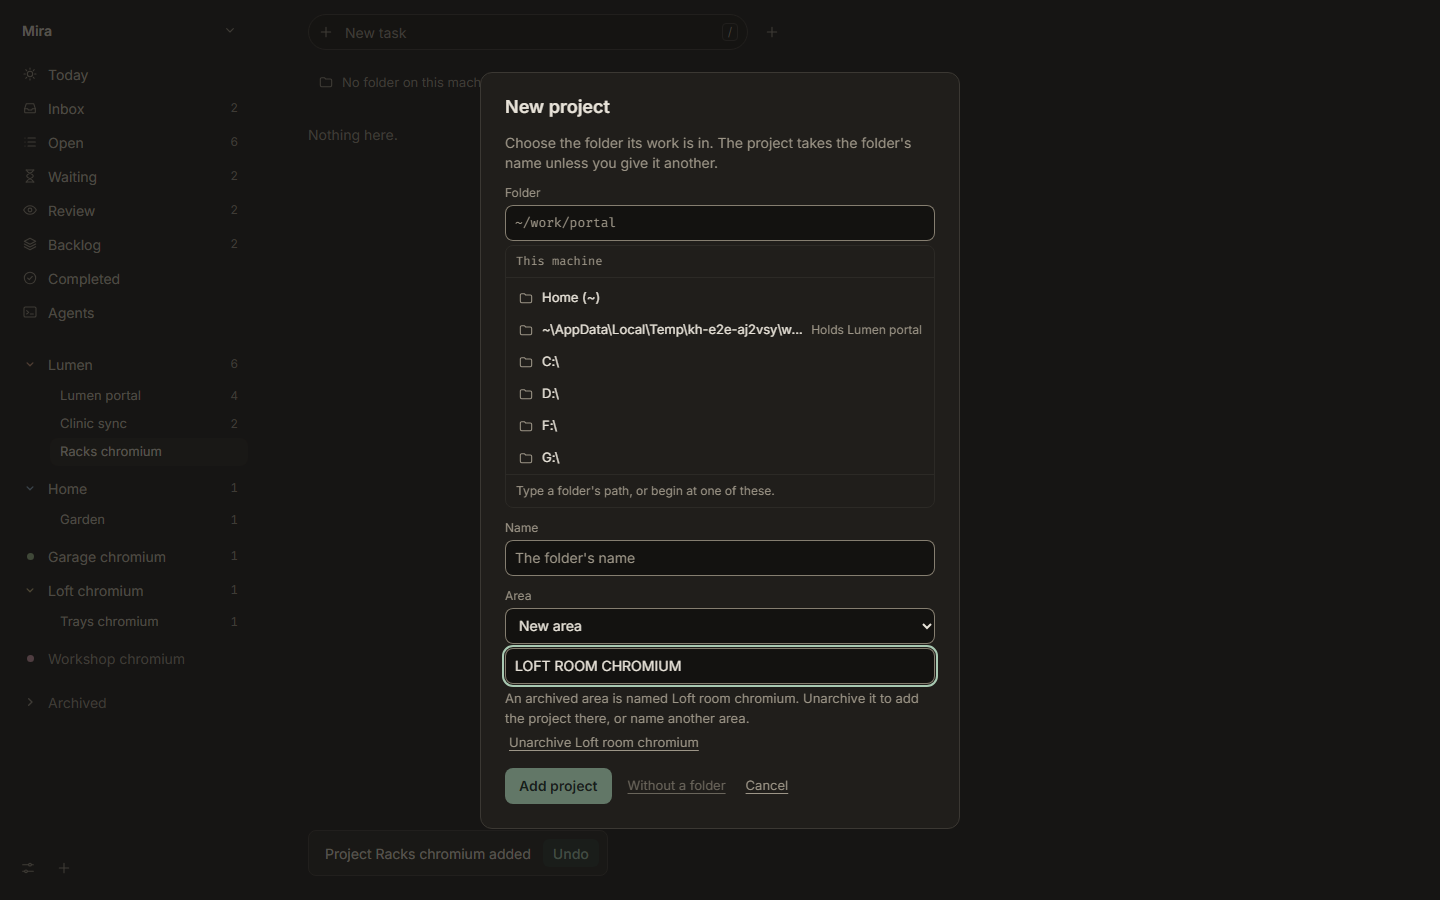 Mira
Today
Inbox 2
Open 6
Waiting 2
Review 2
Backlog 2
Completed
Agents
Lumen 6
Lumen portal 4
Clinic sync 2
Racks chromium
Home 1
Garden 1
Garage chromium 1
Loft chromium 1
Trays chromium 1
Workshop chromium
Archived
New task /
No folder on this mach
Nothing here.
New project
Choose the folder its work is in. The project takes the folder's
name unless you give it another.
Folder
~/work/portal
This machine
Home (~)
~\AppData\Local\Temp\kh-e2e-aj2vsy\w... Holds Lumen portal
C:\
D:\
F:\
G:\
Type a folder's path, or begin at one of these.
Name
The folder's name
Area
New area
LOFT ROOM CHROMIUM
An archived area is named Loft room chromium. Unarchive it to add
the project there, or name another area.
Unarchive Loft room chromium
Add project Without a folder Cancel
Project Racks chromium added Undo